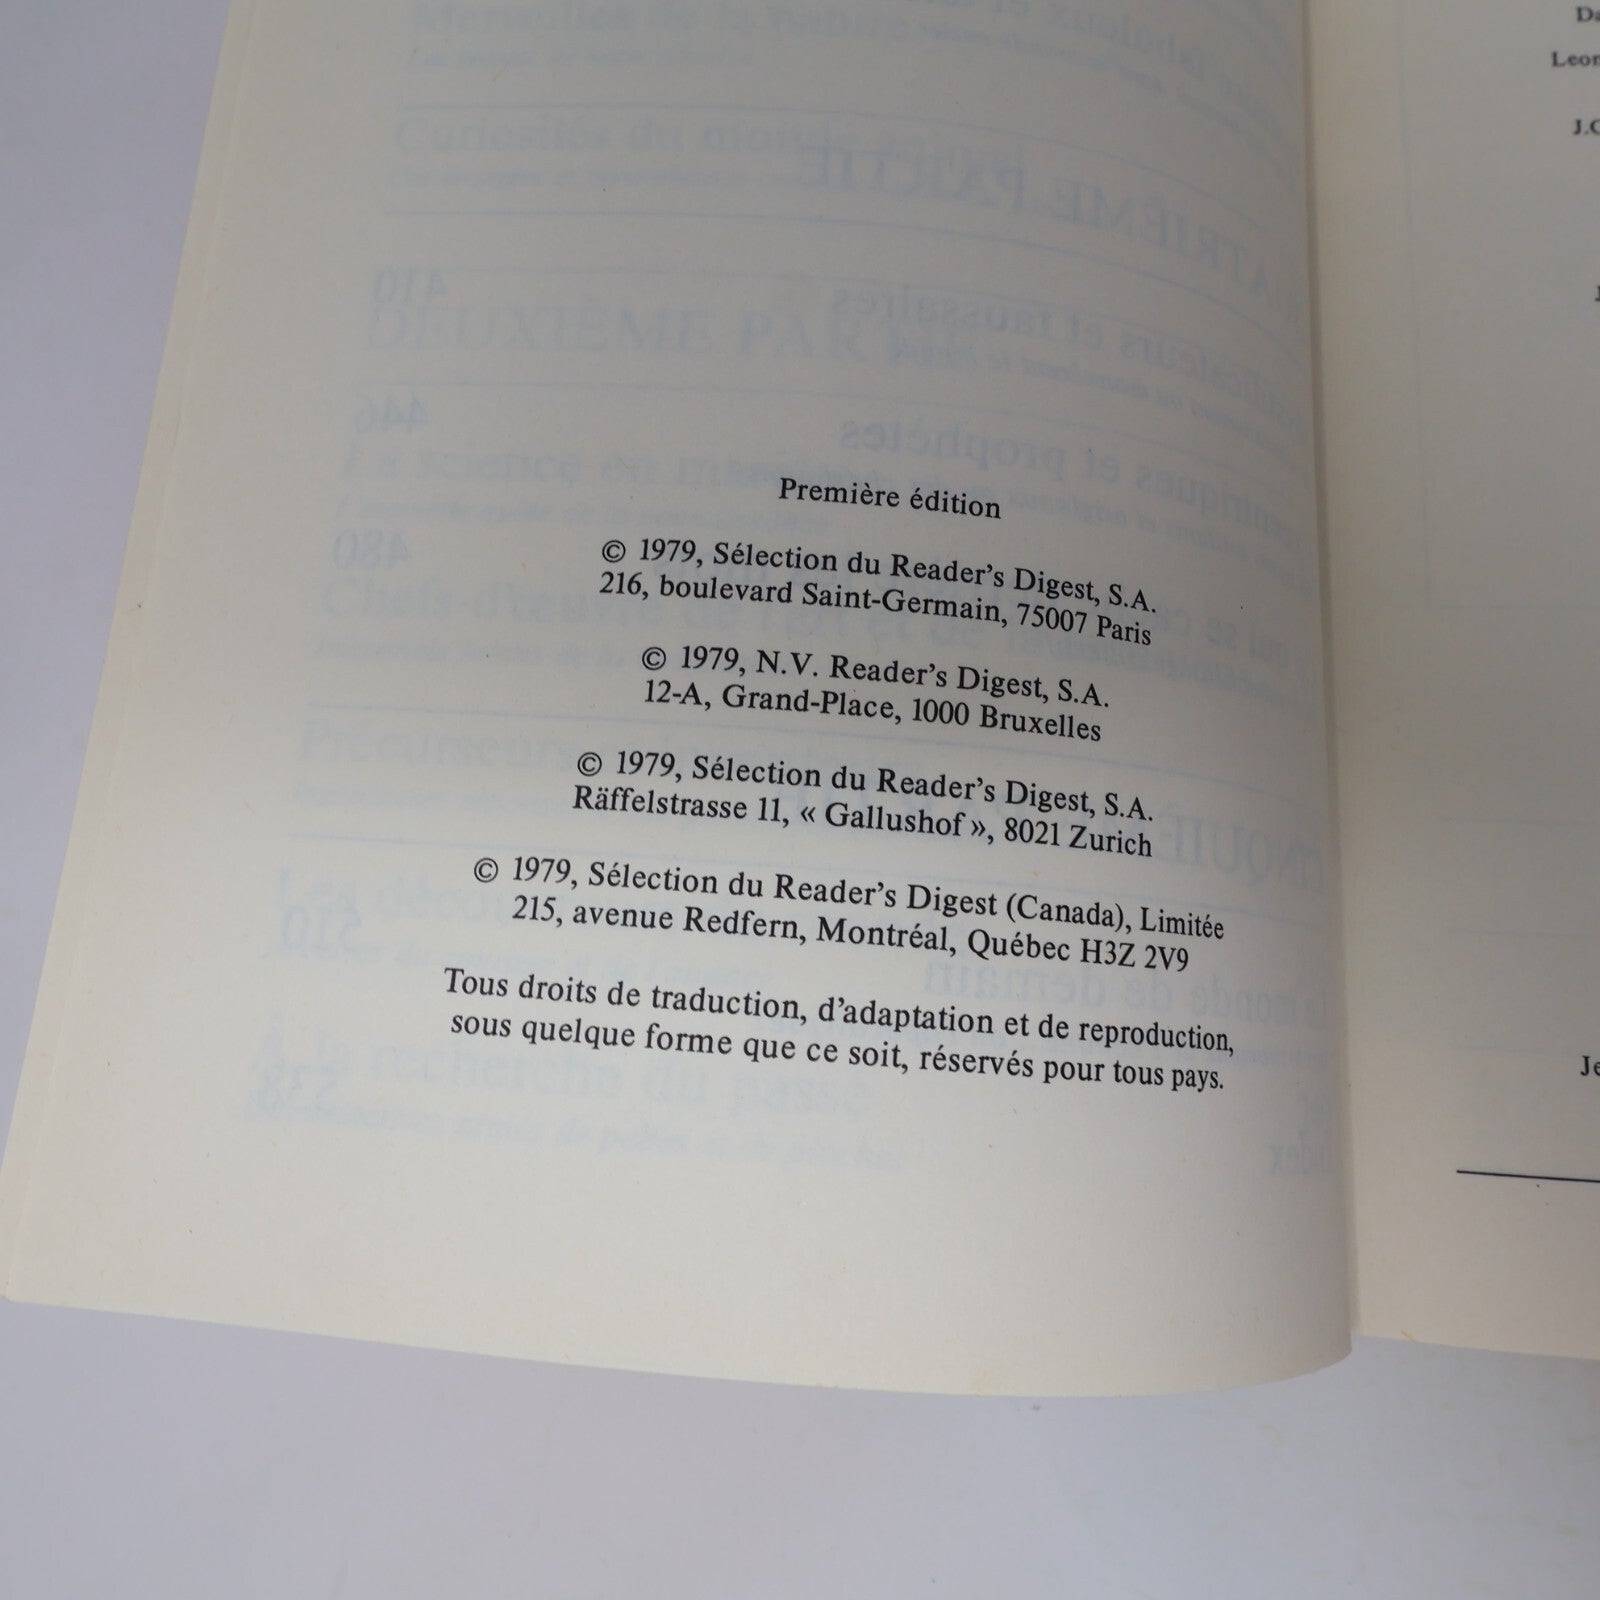 Première édition
© 1979, Sélection du Reader's Digest, S.A.
216, boulevard Saint-Germain, 75007 Paris
© 1979, N.V. Reader's Digest, S.A.
12-A, Grand-Place, 1000 Bruxelles
© 1979, Sélection du Reader's Digest, S.A.
Räffelstrasse 11, « Gallushof », 8021 Zurich
© 1979, Sélection du Reader's Digest (Canada), Limitée
215, avenue Redfern, Montréal, Québec H3Z 2V9
Tous droits de traduction, d'adaptation et de reproduction,
sous quelque forme que ce soit, réservés pour tous pays.